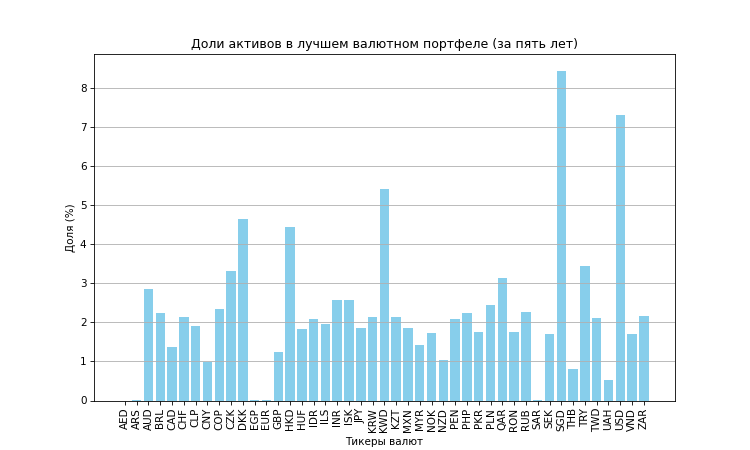 Доли активов в лучшем валютном портфеле (за пять лет)
Доля (%)
8
7
6
5
4
3
2
1
0
AED
ARS
AUD
BRL
CAD
CHF
CLP
CNY
COP
CZK
DKK
EGP
EUR
GBP
HKD
HUF
IDR
ILS
INR
ISK
JPY
KRW
KWD
KZT
MXN
MYR
NOK
NZD
PEN
PHP
PKR
PLN
QAR
RON
RUB
SAR
SEK
SGD
THB
TRY
TWD
UAH
USD
VND
ZAR
Тикеры валют